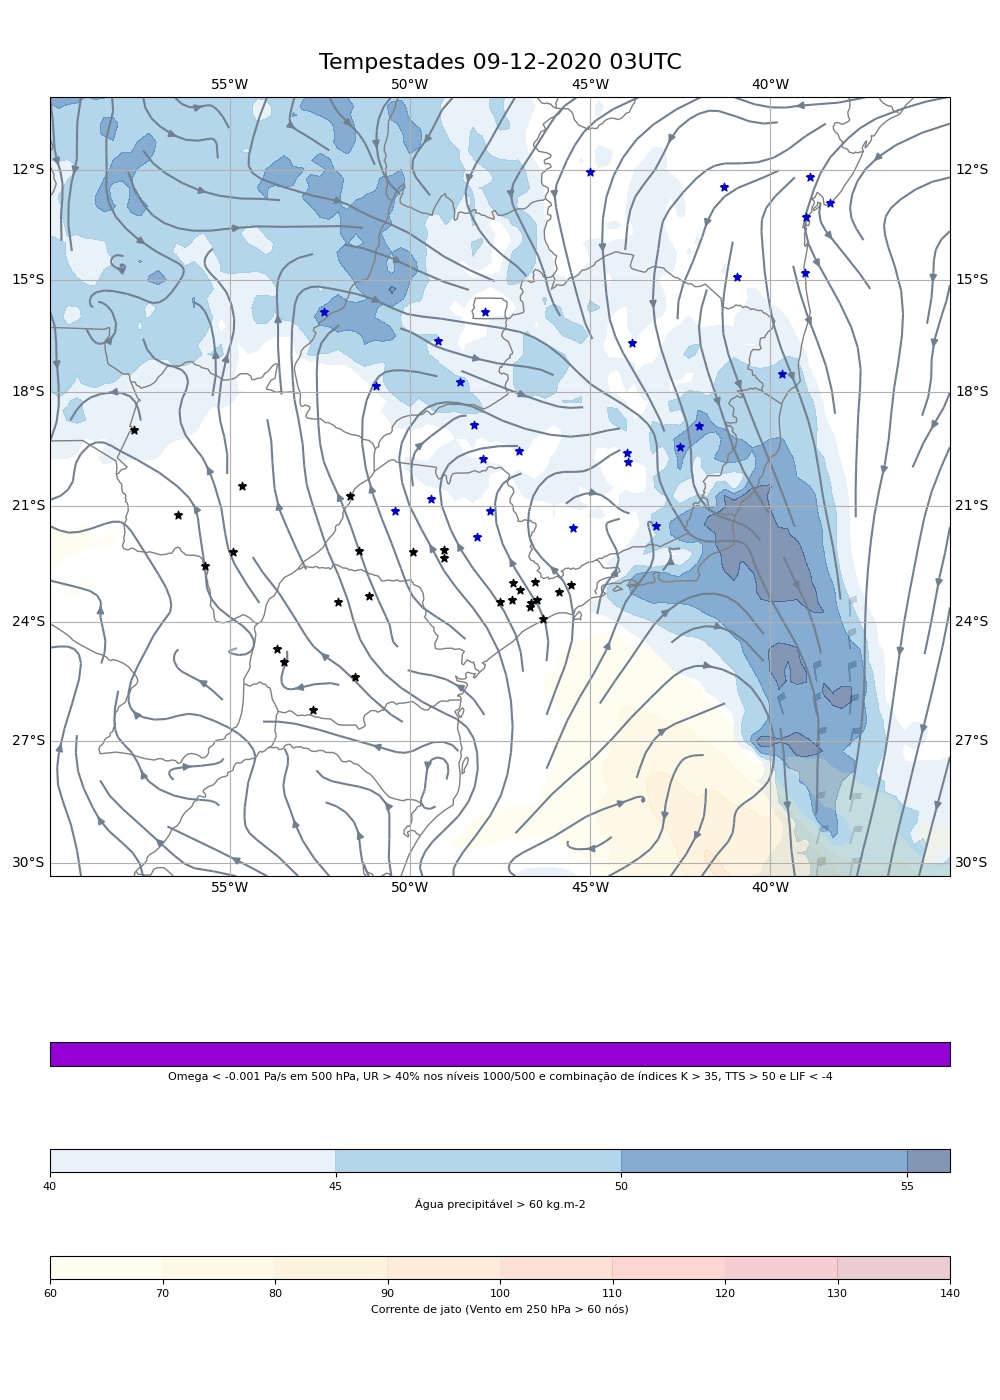 Tempestades 09-12-2020 03UTC
55°W 50°W 45°W 40°W
12°S 12°S
15°S 15°S
18°S 18°S
21°S 21°S
24°S 24°S
27°S 27°S
30°S 30°S
55°W 50°W 45°W 40°W
Omega < -0.001 Pa/s em 500 hPa, UR > 40% nos níveis 1000/500 e combinação de índices K > 35, TTS > 50 e LIF < -4
40 45 50 55
Água precipitável > 60 kg.m-2
60 70 80 90 100 110 120 130 140
Corrente de jato (Vento em 250 hPa > 60 nós)